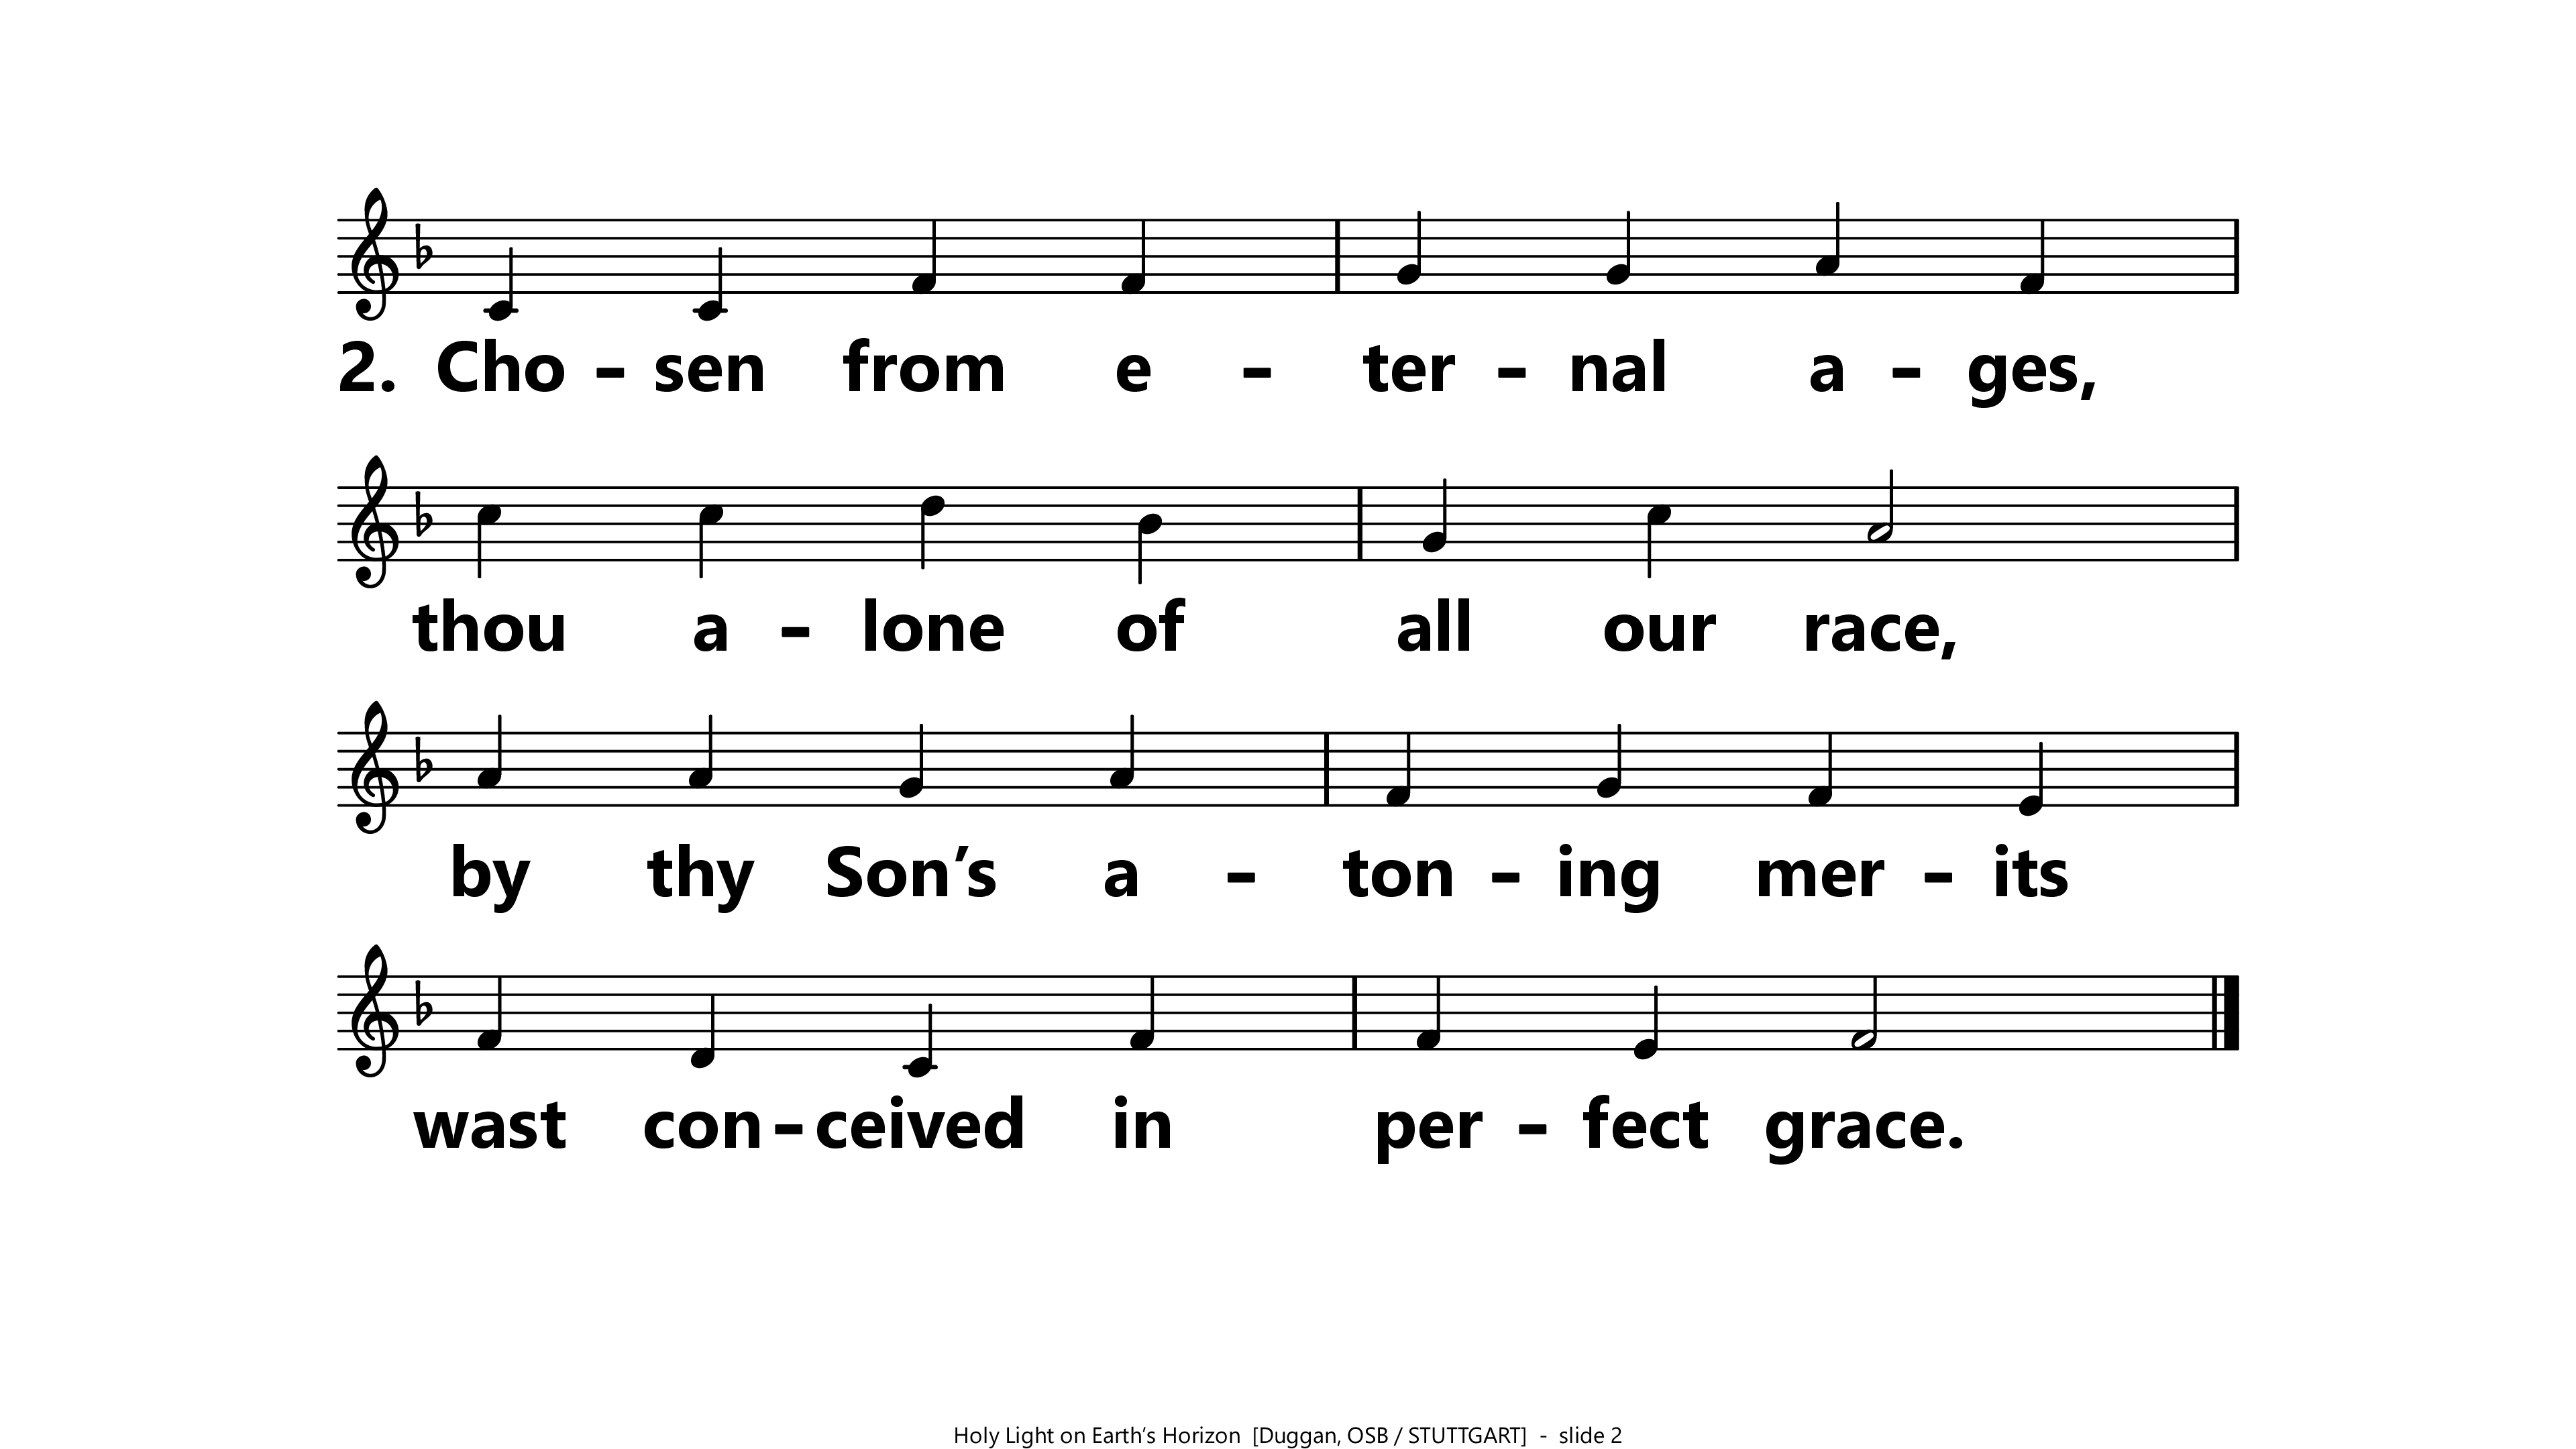 2. Cho - sen from e - ter - nal a - ges,
thou a - lone of all our race,
by thy Son’s a - ton - ing mer - its
wast con - ceived in per - fect grace.
Holy Light on Earth’s Horizon [Duggan, OSB / STUTTGART] - slide 2